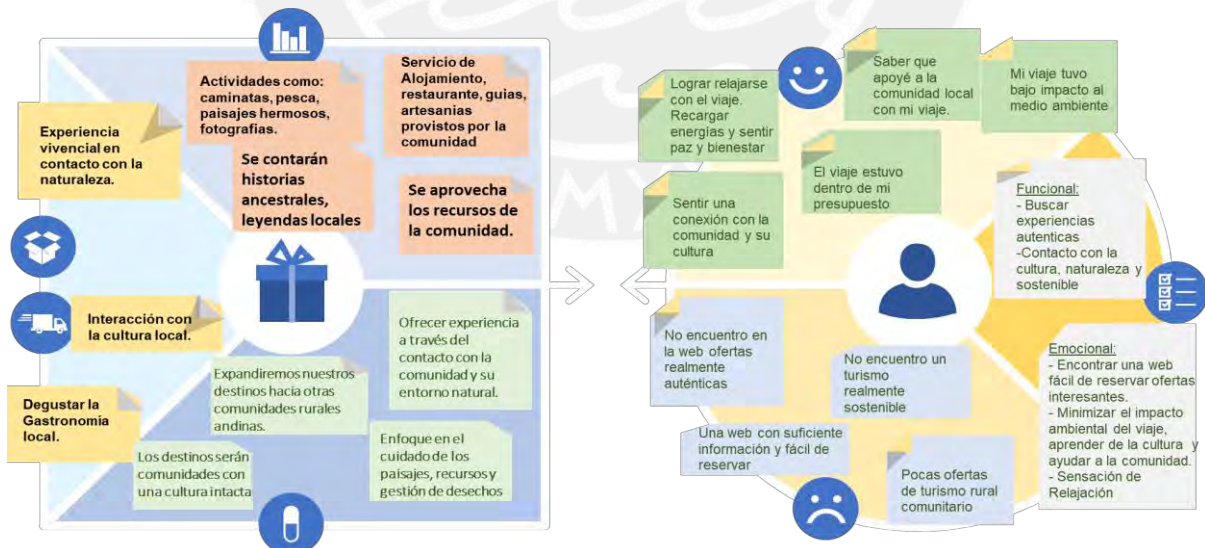 Actividades como:
caminatas, pesca,
paisajes hermosos,
fotografias.
Servicio de
Alojamiento,
restaurante, guias,
artesanias
provistos por la
comunidad
Experiencia
vivencial en
contacto con la
naturaleza.
Se contarán
historias
ancestrales,
leyendas locales
Se aprovecha
los recursos de
la comunidad.
Interacción con
la cultura local.
Degustar la
Gastronomía
local.
Ofrecer experiencia
a través del
contacto con la
comunidad y su
entorno natural.
Expandiremos nuestros
destinos hacia otras
comunidades rurales
andinas.
Los destinos serán
comunidades con
una cultura intacta
Enfoque en el
cuidado de los
paisajes, recursos y
gestión de desechos
Lograr relajarse
con el viaje.
Recargar
energías y sentir
paz y bienestar
Saber que
apoyé a la
comunidad local
con mi viaje.
Mi viaje tuvo
bajo impacto al
medio ambiente
El viaje estuvo
dentro de mi
presupuesto
Sentir una
conexión con la
comunidad y su
cultura
Funcional:
- Buscar
experiencias
autenticas
-Contacto con la
cultura, naturaleza y
sostenible
No encuentro en
la web ofertas
realmente
auténticas
No encuentro un
turismo
realmente
sostenible
Una web con suficiente
información y fácil de
reservar
Pocas ofertas
de turismo rural
comunitario
Emocional:
- Encontrar una web
fácil de reservar ofertas
interesantes.
- Minimizar el impacto
ambiental del viaje,
aprender de la cultura y
ayudar a la comunidad.
- Sensación de
Relajación